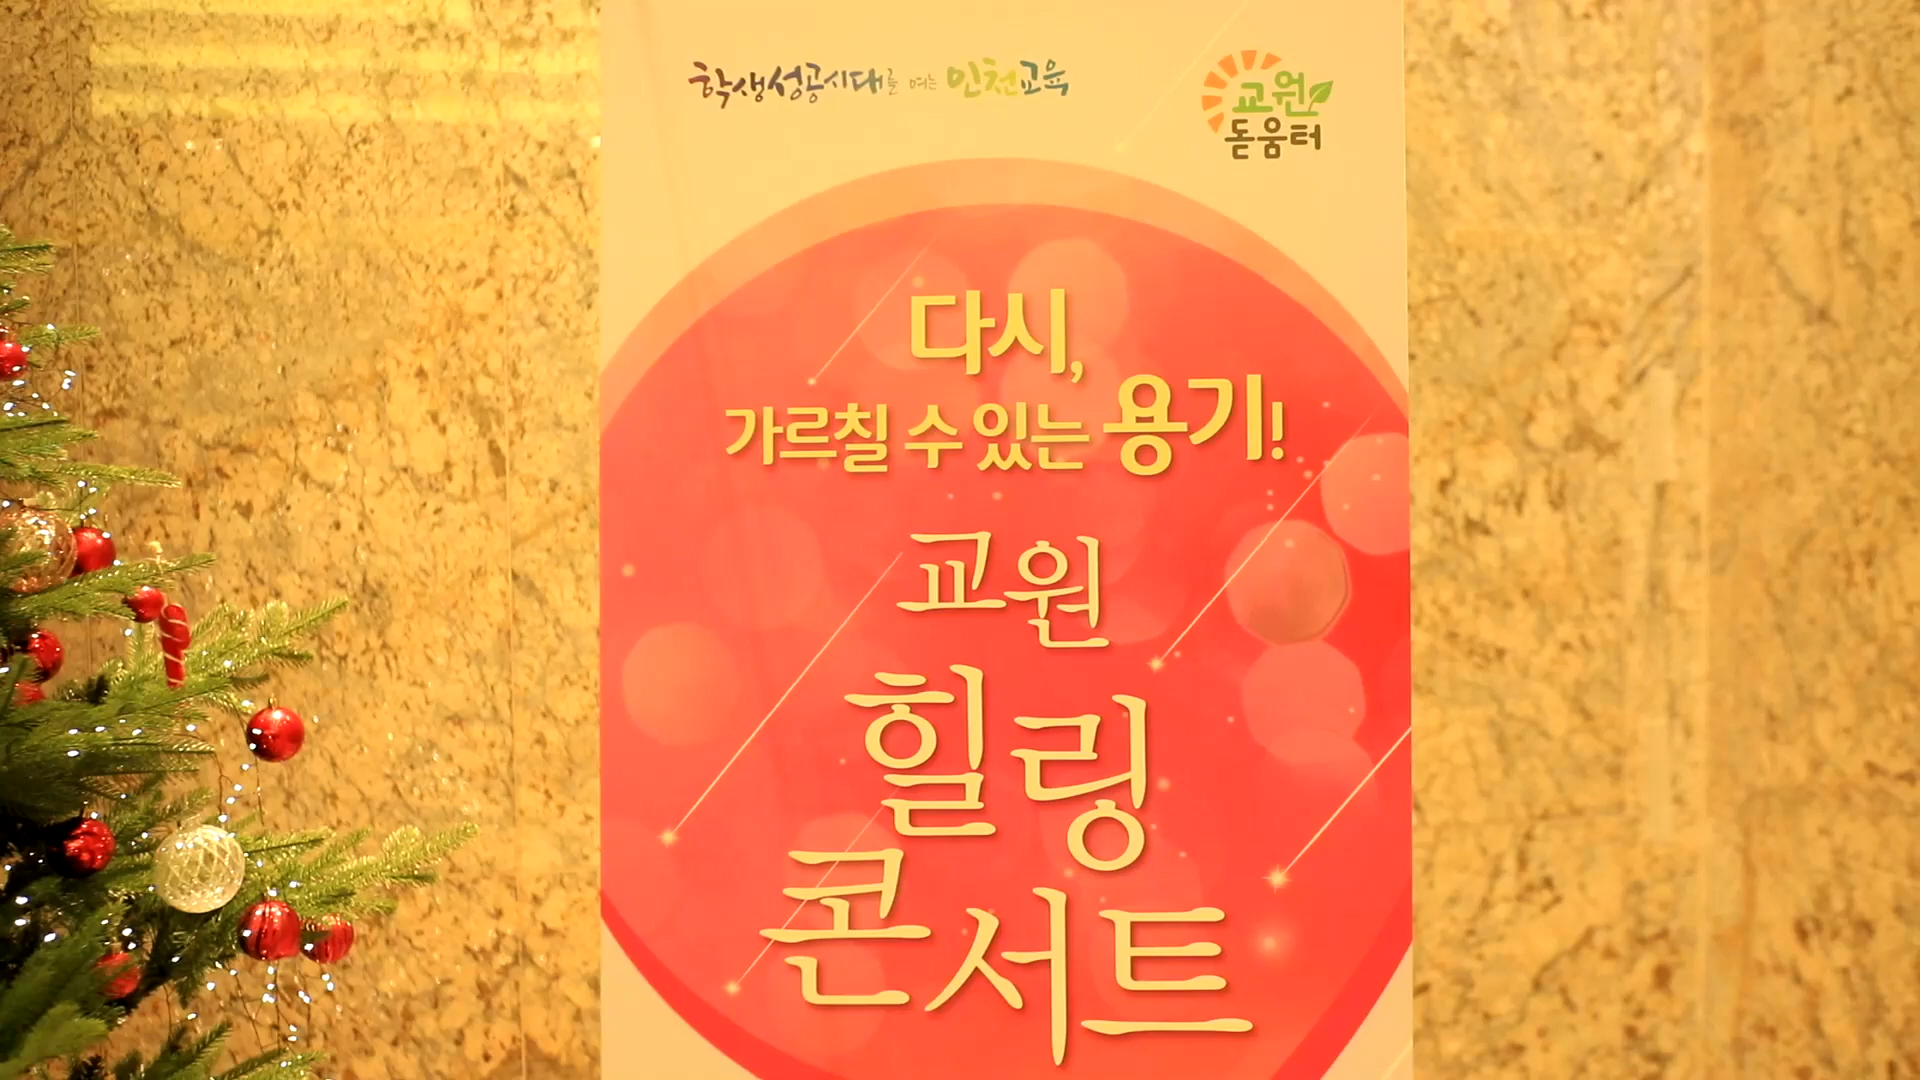 학생성공시대를 여는 인천교육
교원
돋움터
다시,
가르칠 수 있는 용기!
교원
힐링
콘서트